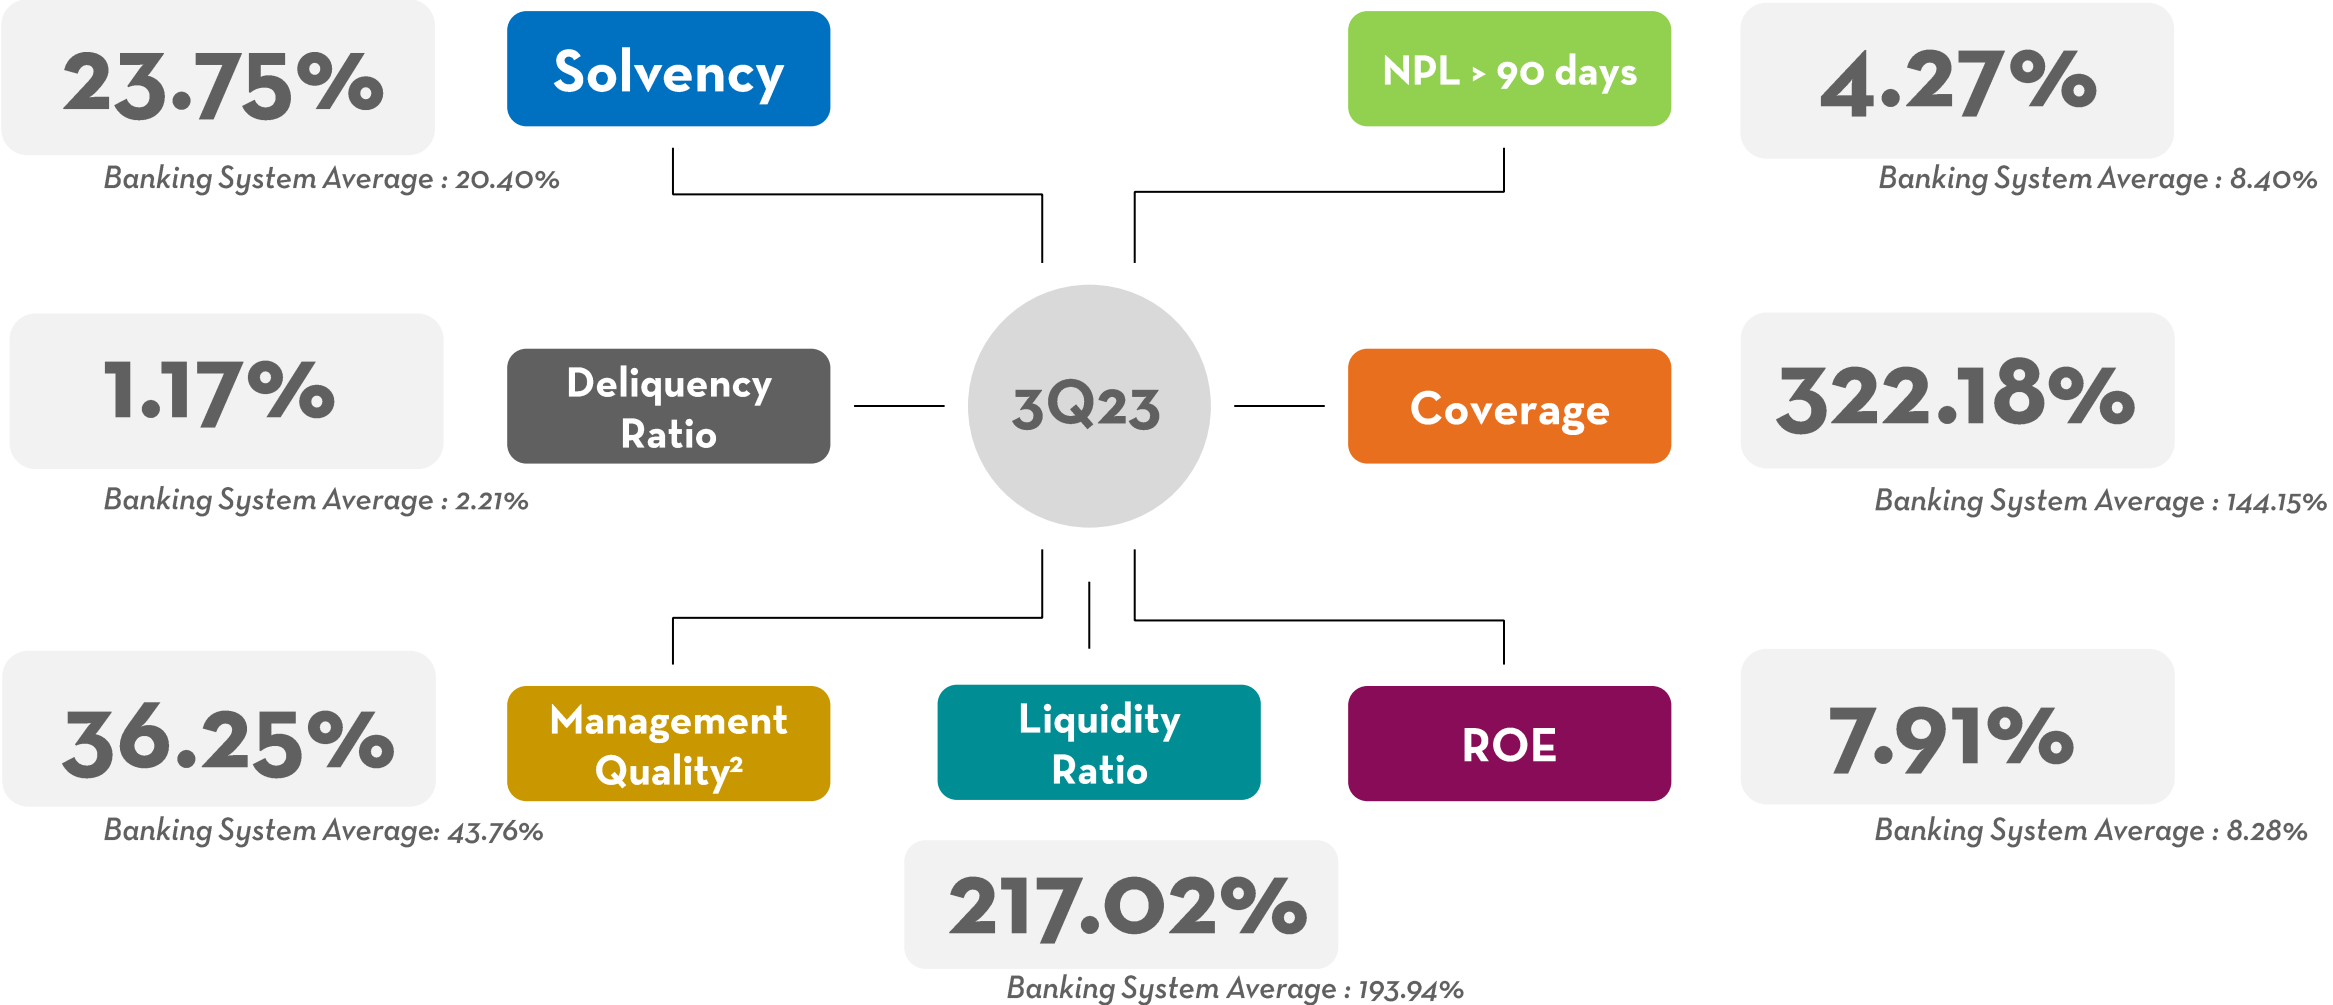 23.75%
Solvency
Banking System Average : 20.40%
NPL > 90 days
4.27%
Banking System Average : 8.40%
1.17%
Deliquency
Ratio
Banking System Average : 2.21%
3Q23
Coverage
322.18%
Banking System Average : 144.15%
36.25%
Management
Quality²
Banking System Average: 43.76%
Liquidity
Ratio
217.02%
Banking System Average : 193.94%
ROE
7.91%
Banking System Average : 8.28%